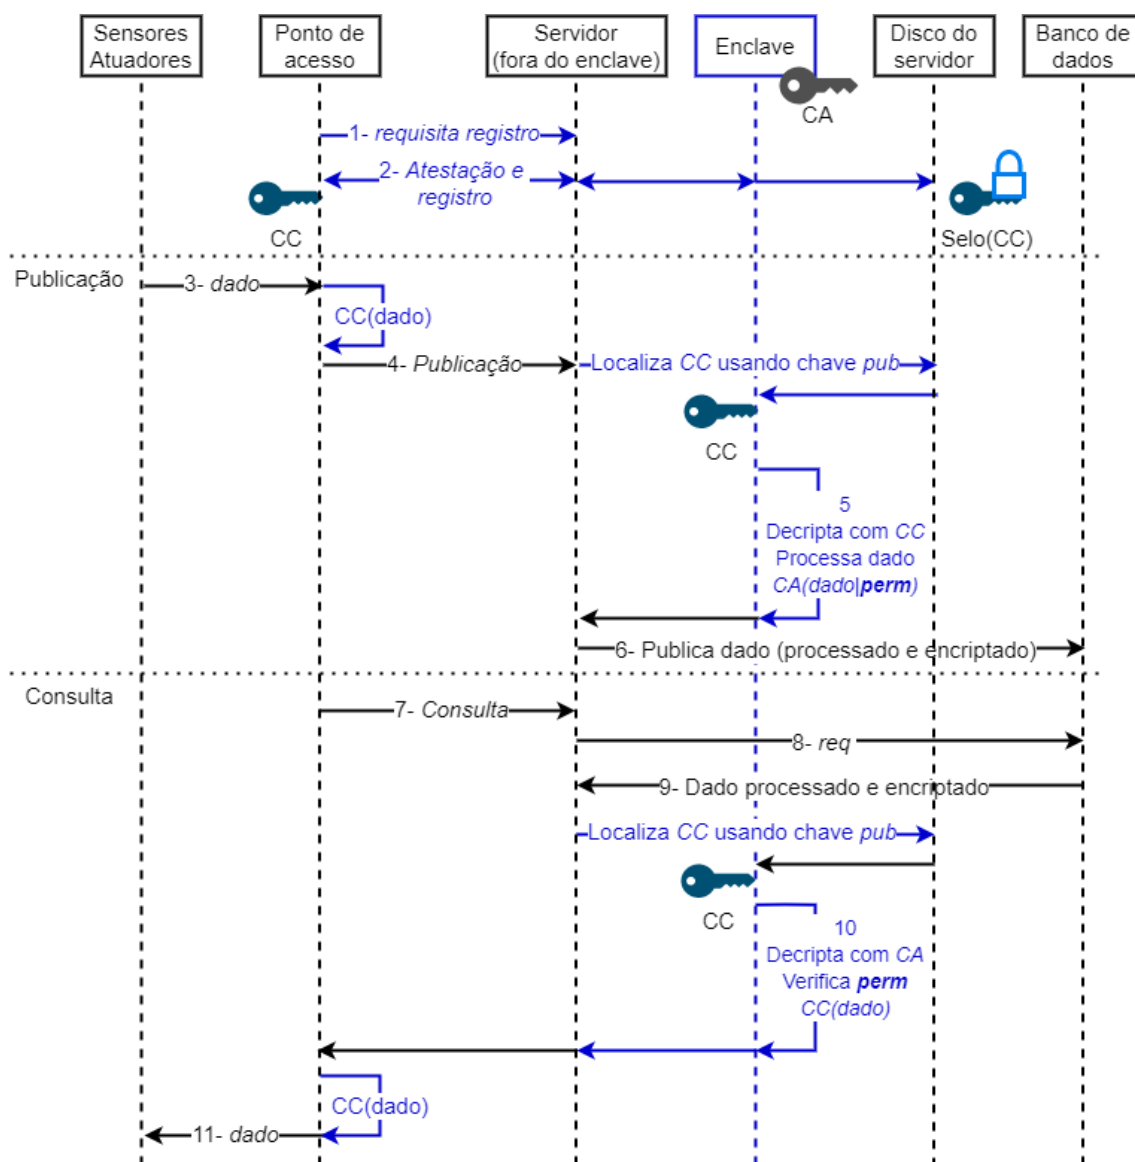 Sensores
Atuadores
Ponto de
acesso
Servidor
(fora do enclave)
Enclave
Disco do
servidor
Banco de
dados
CA
1- requisita registro
2- Atestação e
registro
CC
Selo(CC)
Publicação
3- dado
CC(dado)
4- Publicação
Localiza CC usando chave pub
CC
5
Decripta com CC
Processa dado
CA(dado|perm)
6- Publica dado (processado e encriptado)
Consulta
7- Consulta
8- req
9- Dado processado e encriptado
Localiza CC usando chave pub
CC
10
Decripta com CA
Verifica perm
CC(dado)
CC(dado)
11- dado